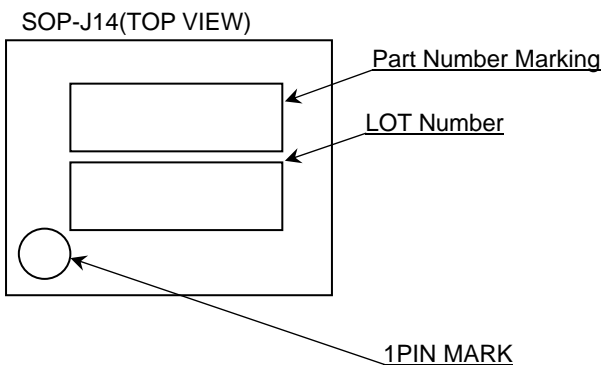 SOP-J14(TOP VIEW)
Part Number Marking
LOT Number
1PIN MARK